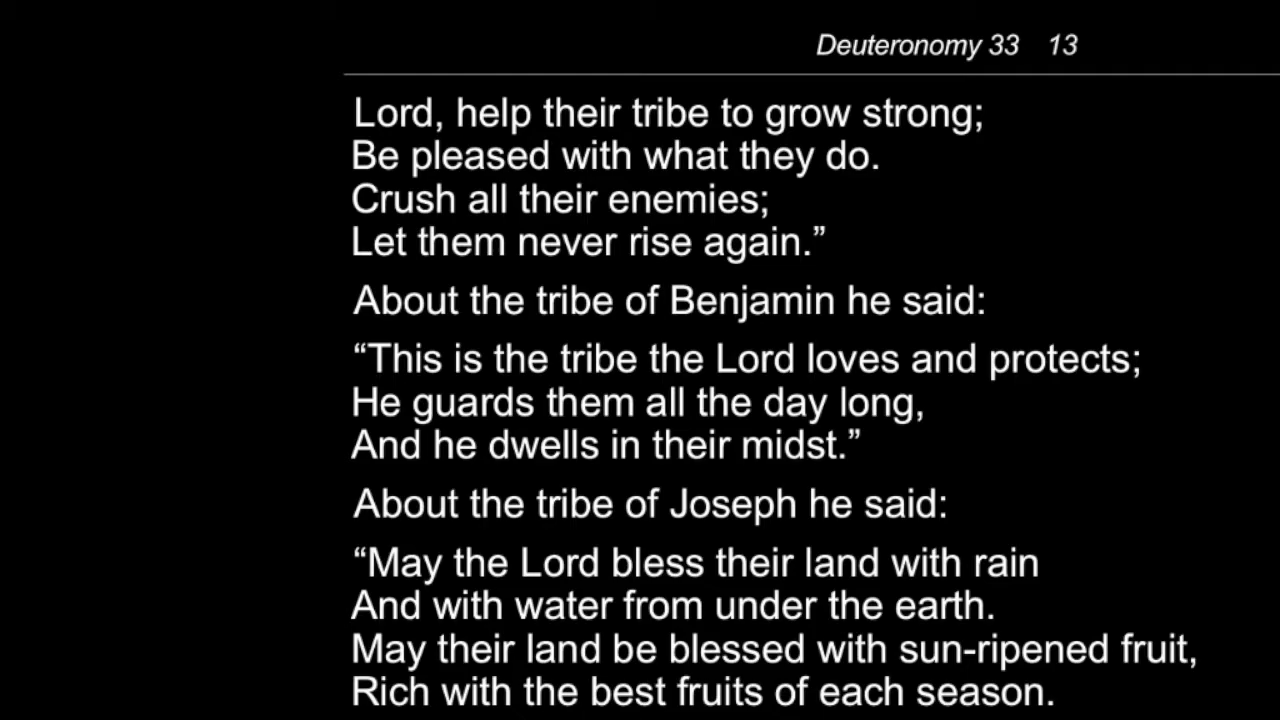 Deuteronomy 33 13
Lord, help their tribe to grow strong;
Be pleased with what they do.
Crush all their enemies;
Let them never rise again.”
About the tribe of Benjamin he said:
“This is the tribe the Lord loves and protects;
He guards them all the day long,
And he dwells in their midst.”
About the tribe of Joseph he said:
“May the Lord bless their land with rain
And with water from under the earth.
May their land be blessed with sun-ripened fruit,
Rich with the best fruits of each season.